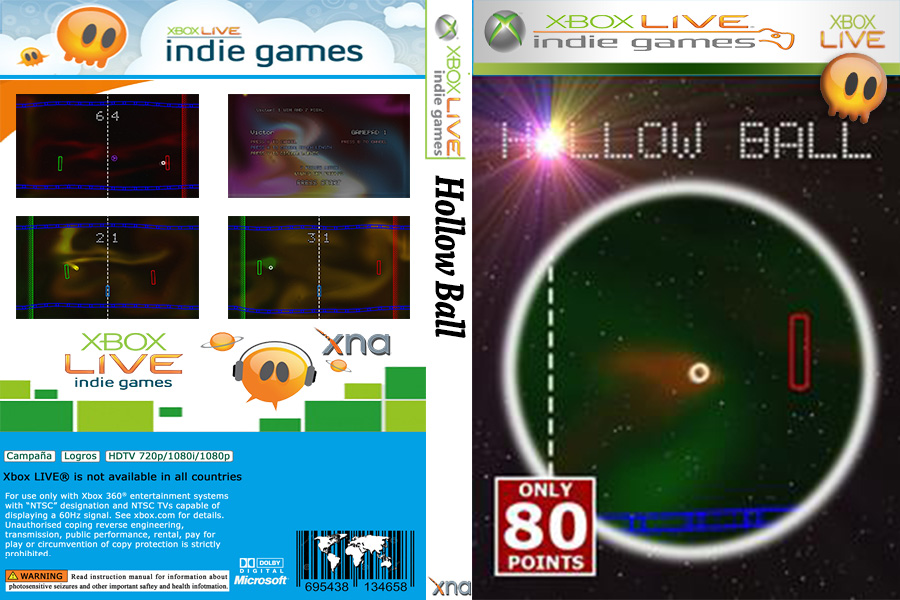 XBOX LIVE
indie games
6 4
Victor
GAMEPAD 1
2 1
3 1
XBOX LIVE
indie games
xna
Campaña Logros HDTV 720p/1080i/1080p
Xbox LIVE® is not available in all countries
For use only with Xbox 360® entertainment systems
with "NTSC" designation and NTSC TVs capable of
displaying a 60Hz signal. See xbox.com for details.
Unauthorised coping reverse engineering,
transmission, public performance, rental, pay for
play or circumvention of copy protection is strictly
prohibited.
WARNING Read instruction manual for information about
photosensitive seizures and other important saftey and health infotmation.
DOLBY
DIGITAL
Microsoft
695438 134658
XBOX LIVE
indie games
Hollow Ball
xna
XBOX LIVE
indie games
XBOX
LIVE
HOLLOW BALL
ONLY
80
POINTS